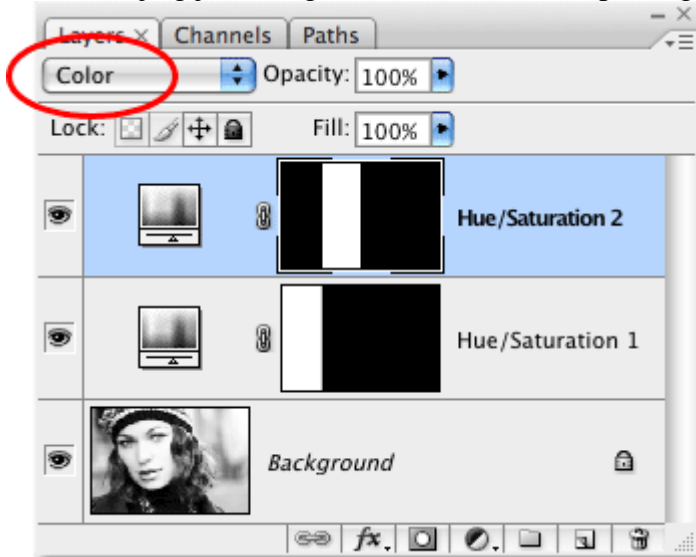 Layers × Channels Paths
Color Opacity: 100%
Lock: Fill: 100%
Hue/Saturation 2
Hue/Saturation 1
Background
fx.